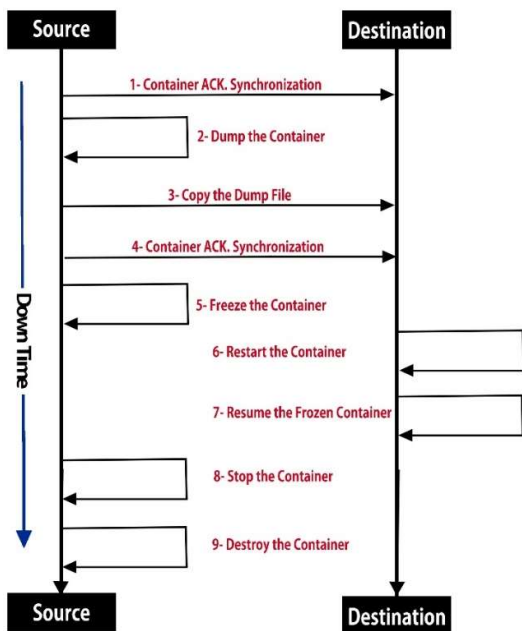 Source
Destination
1- Container ACK. Synchronization
2- Dump the Container
3- Copy the Dump File
4- Container ACK. Synchronization
5- Freeze the Container
Down Time
6- Restart the Container
7- Resume the Frozen Container
8- Stop the Container
9- Destroy the Container
Source
Destination